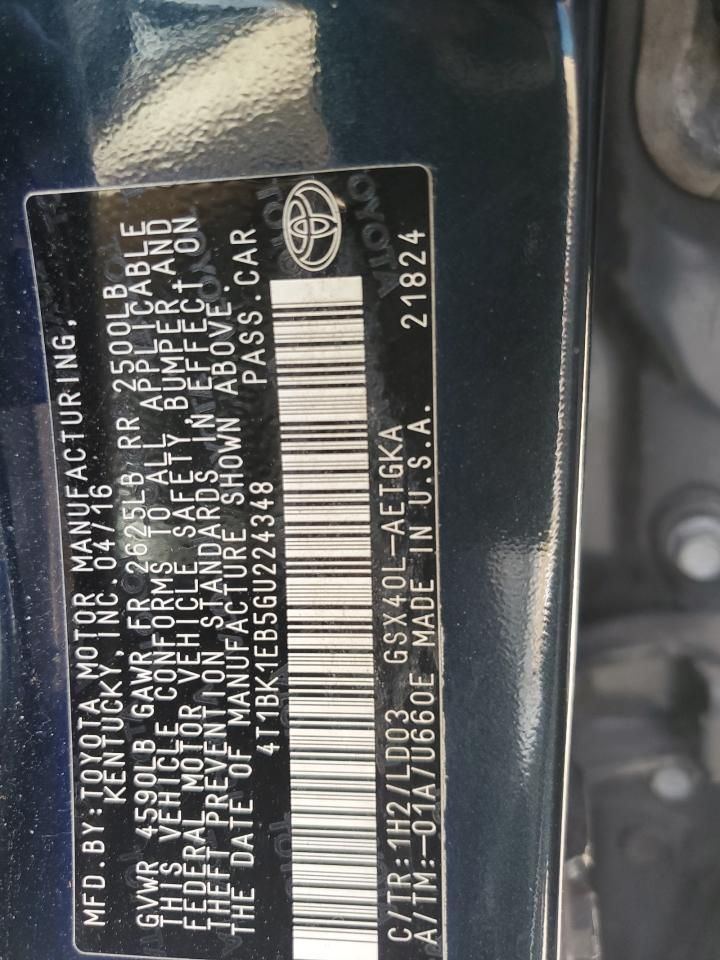 MFD.BY:TOYOTA MOTOR MANUFACTURING,
KENTUCKY, INC. 04/16
GVWR 4590LB GAWR FR 2625LB RR 2500LB
THIS VEHICLE CONFORMS TO ALL APPLICABLE
FEDERAL MOTOR VEHICLE SAFETY, BUMPER, AND
THEFT PREVENTION STANDARDS IN EFFECT ON
THE DATE OF MANUFACTURE SHOWN ABOVE.
4T1BK1EB5GU224348 PASS.CAR
C/TR:1H2/LD03 GSX40L-AETGKA
A/TM:-01A/U660E MADE IN U.S.A. 21824
TOYOTA